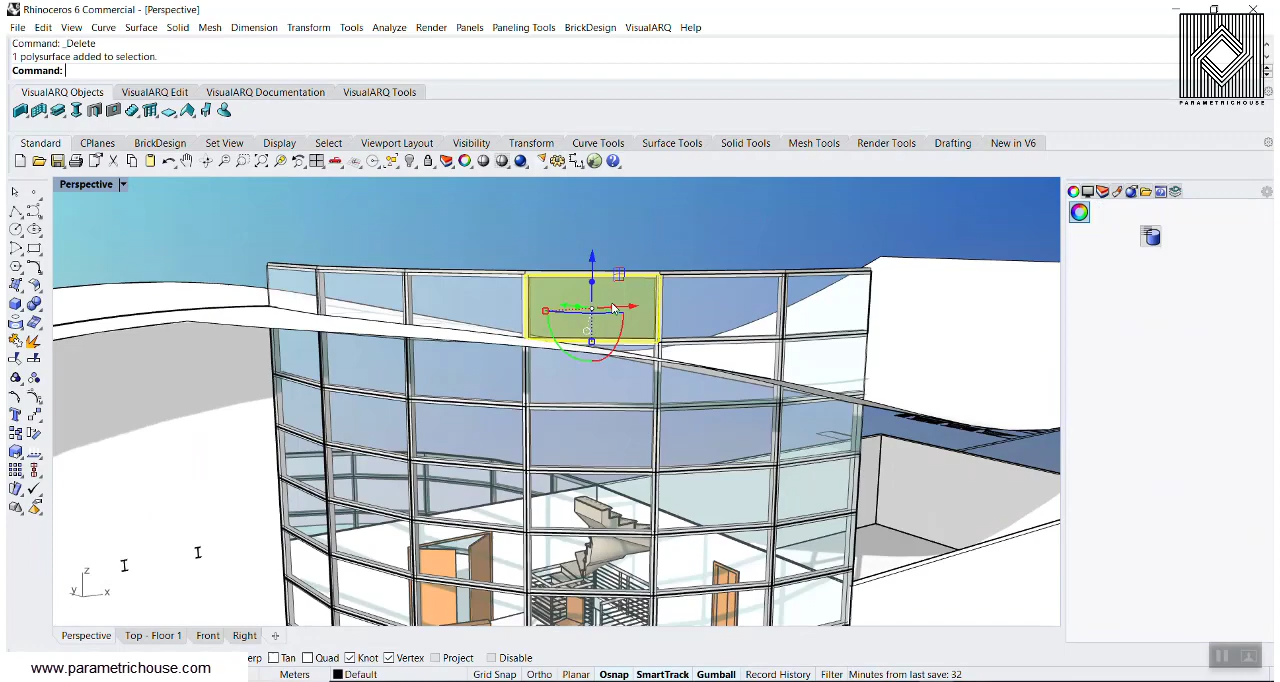 Rhinoceros 6 Commercial - [Perspective]
File Edit View Curve Surface Solid Mesh Dimension Transform Tools Analyze Render Panels Paneling Tools BrickDesign VisualARQ Help
Command: _Delete
1 polysurface added to selection.
Command:
PARAMETRICHOUSE
VisualARQ Objects VisualARQ Edit VisualARQ Documentation VisualARQ Tools
Standard CPlanes BrickDesign Set View Display Select Viewport Layout Visibility Transform Curve Tools Surface Tools Solid Tools Mesh Tools Render Tools Drafting New in V6
Perspective
z
y x
Perspective Top - Floor 1 Front Right
Tan Quad Knot Vertex Project Disable
www.parametrichouse.com
Meters Default Grid Snap Ortho Planar Osnap SmartTrack Gumball Record History Filter Minutes from last save: 32